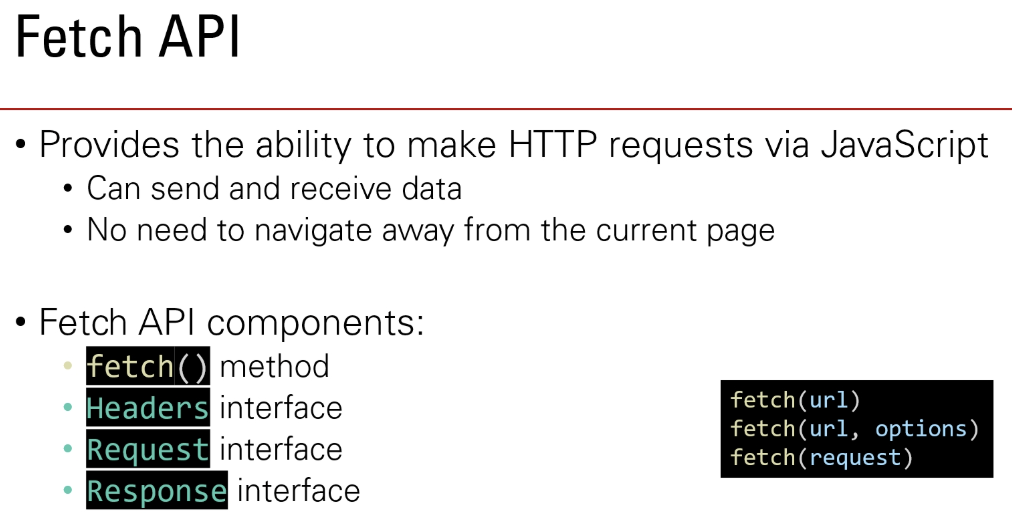 Fetch API
• Provides the ability to make HTTP requests via JavaScript
• Can send and receive data
• No need to navigate away from the current page
• Fetch API components:
• fetch() method
• Headers interface
• Request interface
• Response interface
fetch(url)
fetch(url, options)
fetch(request)